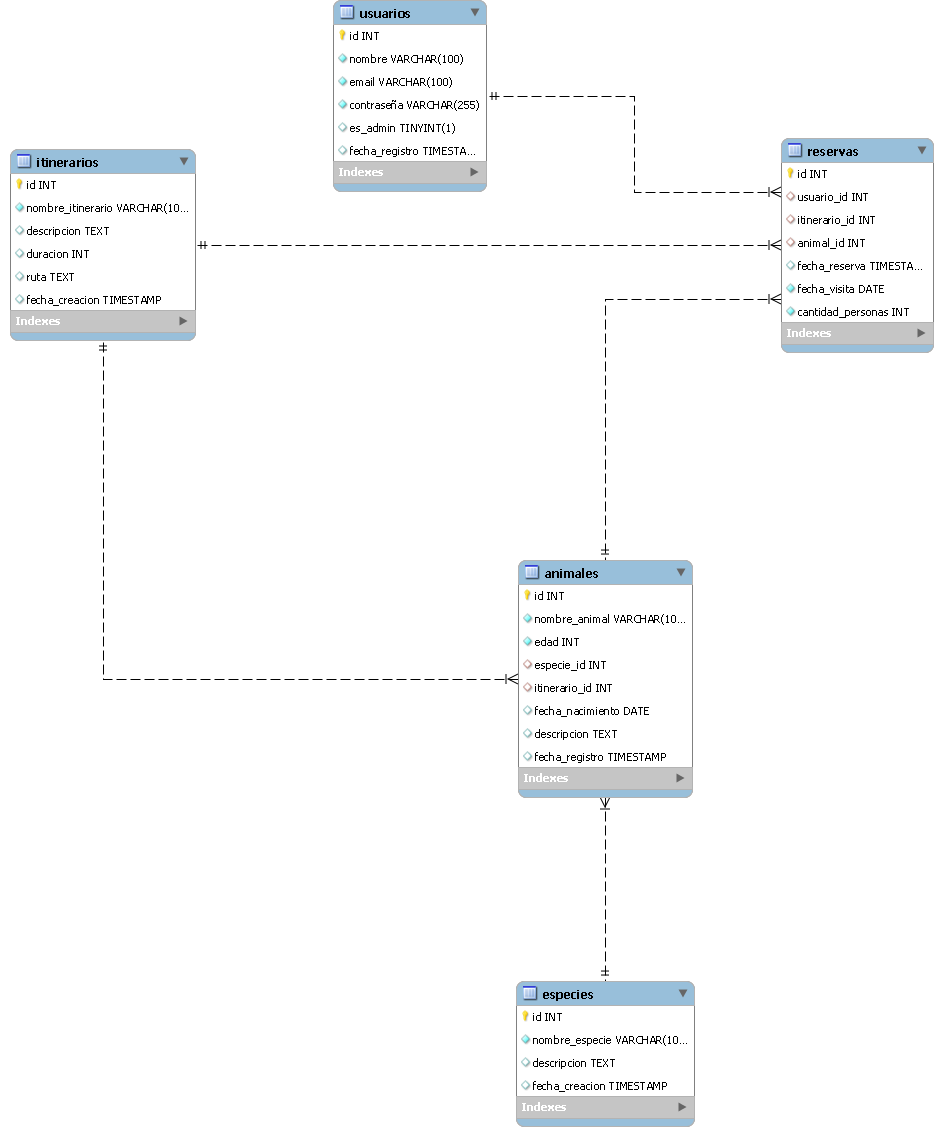 usuarios
id INT
nombre VARCHAR(100)
email VARCHAR(100)
contraseña VARCHAR(255)
es_admin TINYINT(1)
fecha_registro TIMESTA...
Indexes
itinerarios
id INT
nombre_itinerario VARCHAR(10...
descripcion TEXT
duracion INT
ruta TEXT
fecha_creacion TIMESTAMP
Indexes
reservas
id INT
usuario_id INT
itinerario_id INT
animal_id INT
fecha_reserva TIMESTA...
fecha_visita DATE
cantidad_personas INT
Indexes
animales
id INT
nombre_animal VARCHAR(10...
edad INT
especie_id INT
itinerario_id INT
fecha_nacimiento DATE
descripcion TEXT
fecha_registro TIMESTAMP
Indexes
especies
id INT
nombre_especie VARCHAR(10...
descripcion TEXT
fecha_creacion TIMESTAMP
Indexes